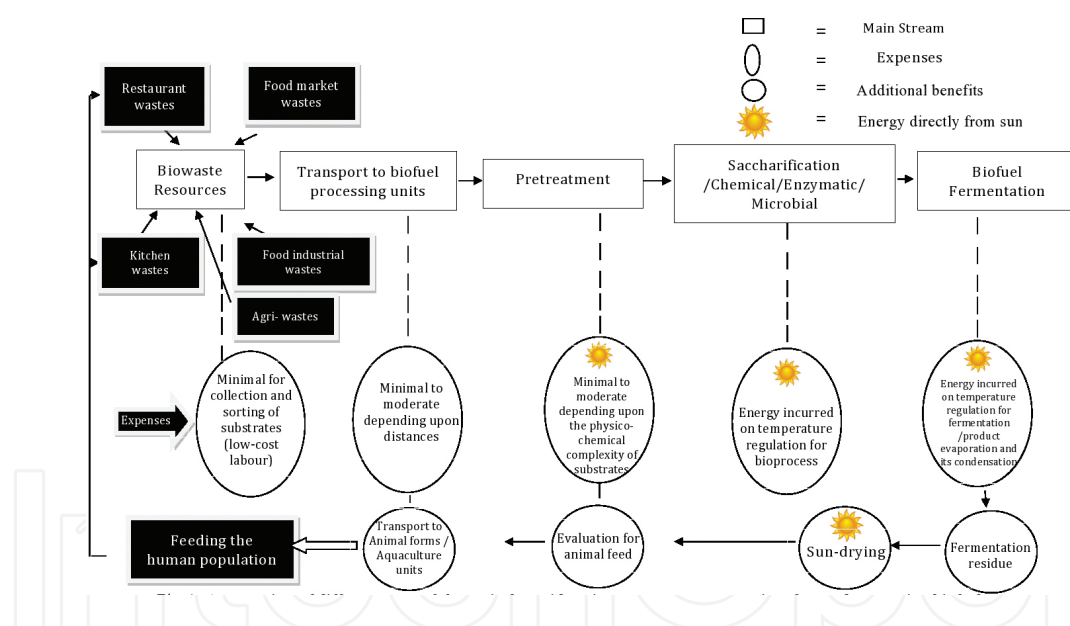 = Main Stream
= Expenses
= Additional benefits
= Energy directly from sun
Restaurant
wastes
Food market
wastes
Biowaste
Resources
Transport to biofuel
processing units
Pretreatment
Saccharification
/Chemical/Enzymatic/
Microbial
Biofuel
Fermentation
Kitchen
wastes
Food industrial
wastes
Agri- wastes
Expenses
Minimal for
collection and
sorting of
substrates
(low-cost
labour)
Minimal to
moderate
depending upon
distances
Minimal to
moderate
depending upon
the physico-
chemical
complexity of
substrates
Energy incurred
on temperature
regulation for
bioprocess
Energy incurred
on temperature
regulation for
fermentation
/product
evaporation and
its condensation
Feeding the
human population
Transport to
Animal forms /
Aquaculture
units
Evaluation for
animal feed
Sun-drying
Fermentation
residue